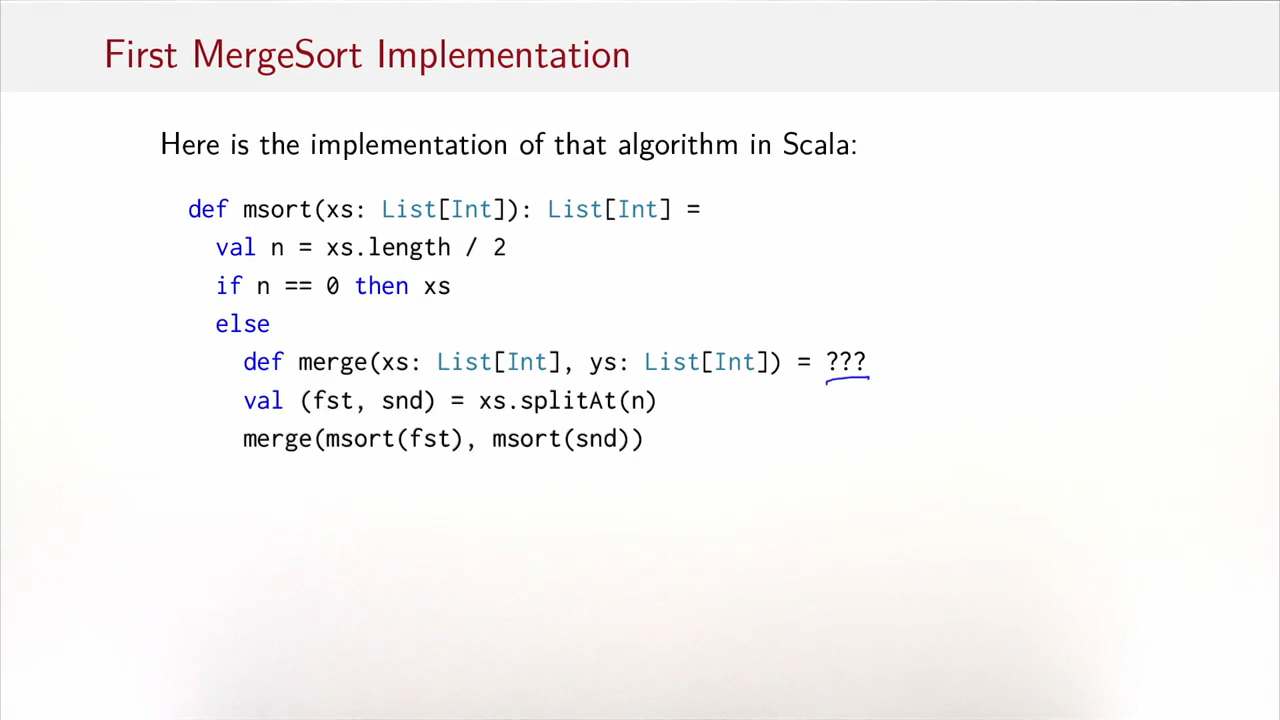 First MergeSort Implementation
Here is the implementation of that algorithm in Scala:
def msort(xs: List[Int]): List[Int] =
  val n = xs.length / 2
  if n == 0 then xs
  else
    def merge(xs: List[Int], ys: List[Int]) = ???
    val (fst, snd) = xs.splitAt(n)
    merge(msort(fst), msort(snd))